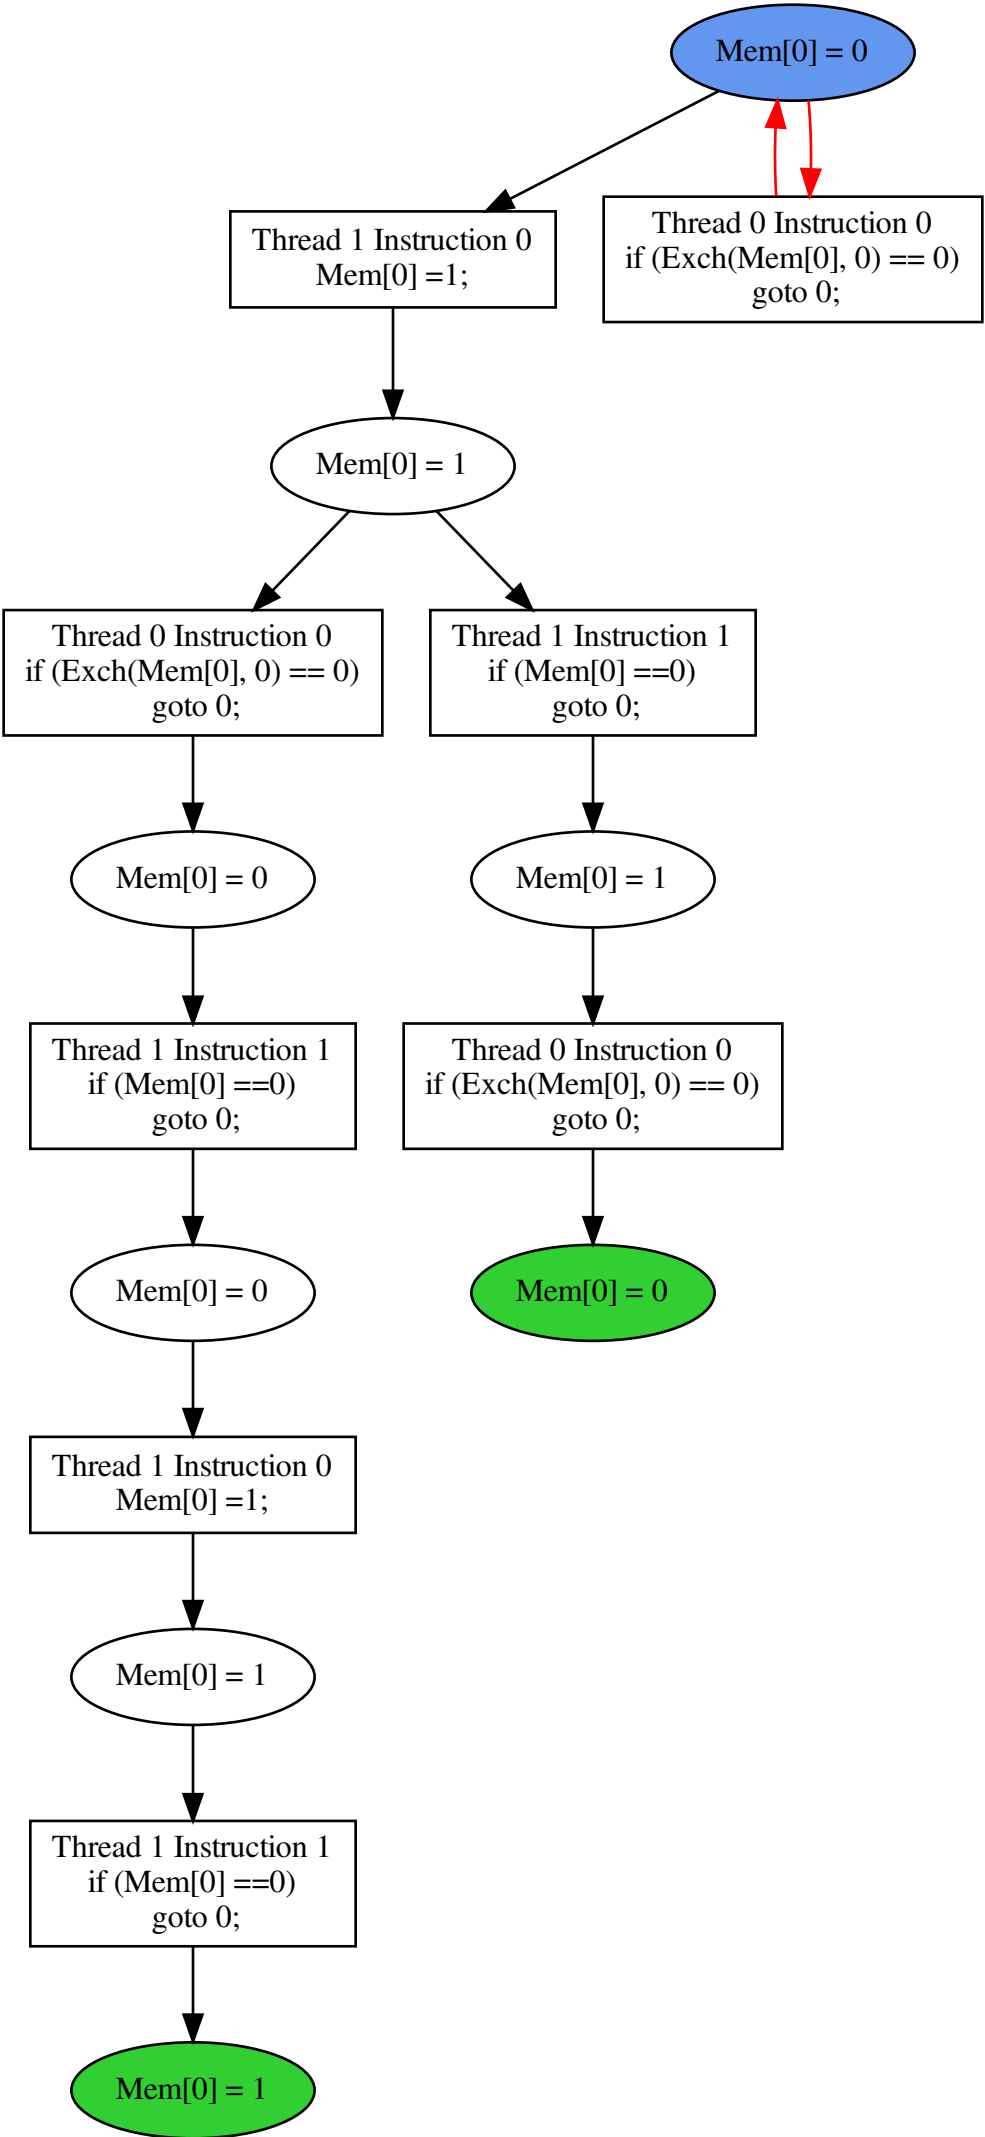 Mem[0] = 0
Thread 1 Instruction 0
Mem[0] =1;
Thread 0 Instruction 0
if (Exch(Mem[0], 0) == 0)
goto 0;
Mem[0] = 1
Thread 0 Instruction 0
if (Exch(Mem[0], 0) == 0)
goto 0;
Thread 1 Instruction 1
if (Mem[0] ==0)
goto 0;
Mem[0] = 0
Mem[0] = 1
Thread 1 Instruction 1
if (Mem[0] ==0)
goto 0;
Thread 0 Instruction 0
if (Exch(Mem[0], 0) == 0)
goto 0;
Mem[0] = 0
Mem[0] = 0
Thread 1 Instruction 0
Mem[0] =1;
Mem[0] = 1
Thread 1 Instruction 1
if (Mem[0] ==0)
goto 0;
Mem[0] = 1